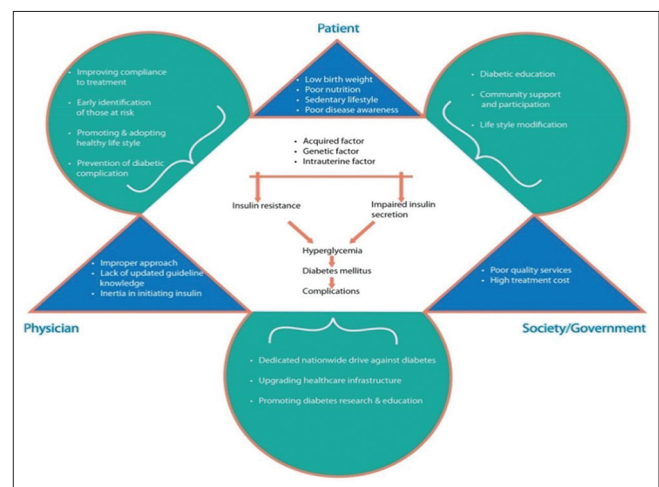 Patient
• Improving compliance
to treatment
• Early identification
of those at risk
• Promoting & adopting
healthy life style
• Prevention of diabetic
complication
• Low birth weight
• Poor nutrition
• Sedentary lifestyle
• Poor disease awareness
• Diabetic education
• Community support
and participation
• Life style modification
• Acquired factor
• Genetic factor
• Intrauterine factor
Insulin resistance
Impaired insulin
secretion
Hyperglycemia
Diabetes mellitus
Complications
• Improper approach
• Lack of updated guideline
knowledge
• Inertia in initiating insulin
Physician
• Poor quality services
• High treatment cost
Society/Government
• Dedicated nationwide drive against diabetes
• Upgrading healthcare infrastructure
• Promoting diabetes research & education